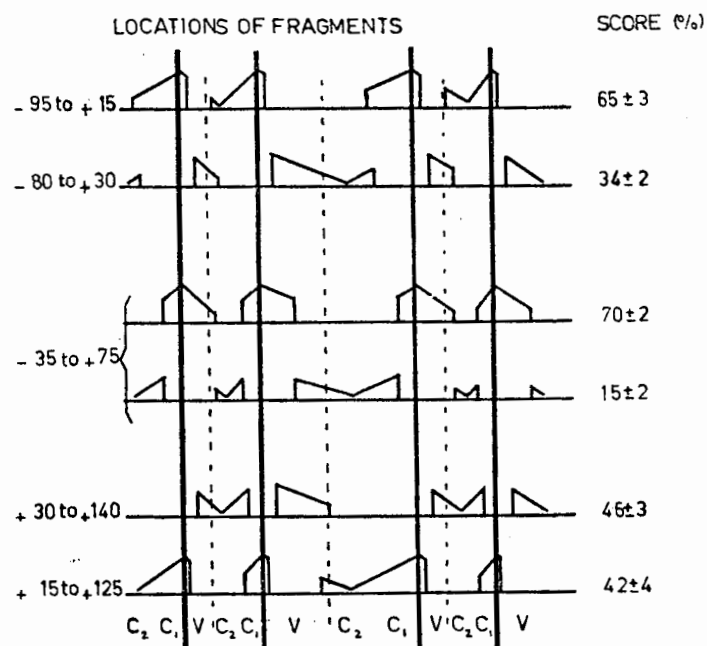 LOCATIONS OF FRAGMENTS SCORE (%)
- 95 to + 15 65±3
- 80 to +30 34±2
70±2
- 35 to +75
15±2
+ 30 to +140 46±3
+ 15 to +125 42±4
C₂ C₁ V C₂ C₁ V C₂ C₁ V C₂ C₁ V